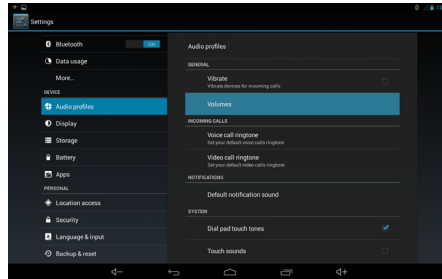 Settings
Bluetooth
ON
Data usage
More...
DEVICE
Audio profiles
Display
Storage
Battery
Apps
PERSONAL
Location access
Security
Language & input
Backup & reset
Audio profiles
GENERAL
Vibrate
Vibrate devices for incoming calls
Volumes
INCOMING CALLS
Voice call ringtone
Set your default voice calls ringtone
Video call ringtone
Set your default video calls ringtone
NOTIFICATIONS
Default notification sound
SYSTEM
Dial pad touch tones
Touch sounds